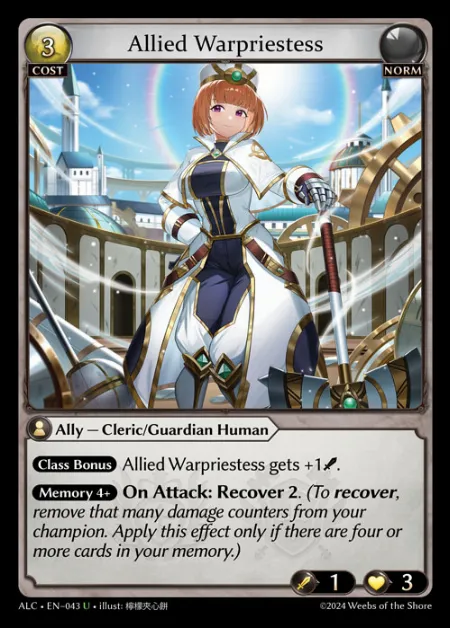 3
Allied Warpriestess
COST
NORM
Ally — Cleric/Guardian Human
Class Bonus Allied Warpriestess gets +1.
Memory 4+ On Attack: Recover 2. (To recover,
remove that many damage counters from your
champion. Apply this effect only if there are four or
more cards in your memory.)
1
3
ALC • EN-043 U • illust: 檸檬夾心餅
©2024 Weebs of the Shore